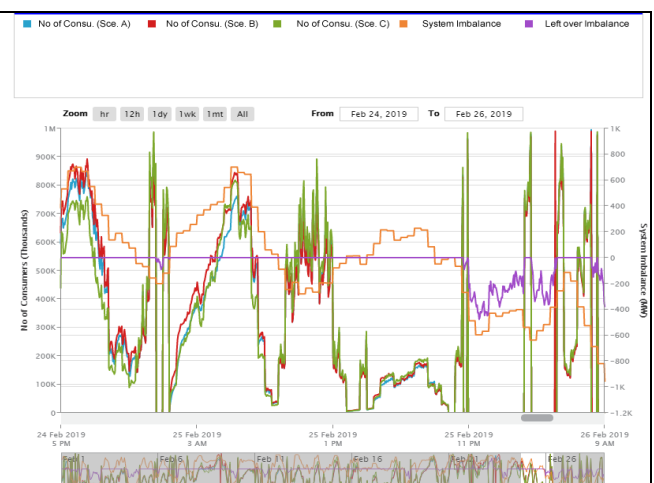 No of Consu. (Sce. A) No of Consu. (Sce. B) No of Consu. (Sce. C) System Imbalance Left over Imbalance
Zoom hr 12h 1dy 1wk 1mt All From Feb 24, 2019 To Feb 26, 2019
1M 1K
900K 800
800K 600
700K 400
600K 200
500K 0
400K -200
300K -400
200K -600
100K -800
0 -1K
-1.2K
No of Consumers (Thousands)
System Imbalance (MW)
24 Feb 2019 25 Feb 2019 25 Feb 2019 25 Feb 2019 26 Feb 2019
5 PM 3 AM 1 PM 11 PM 9 AM
Feb 1 Feb 6 Feb 11 Feb 16 Feb 21 Feb 26